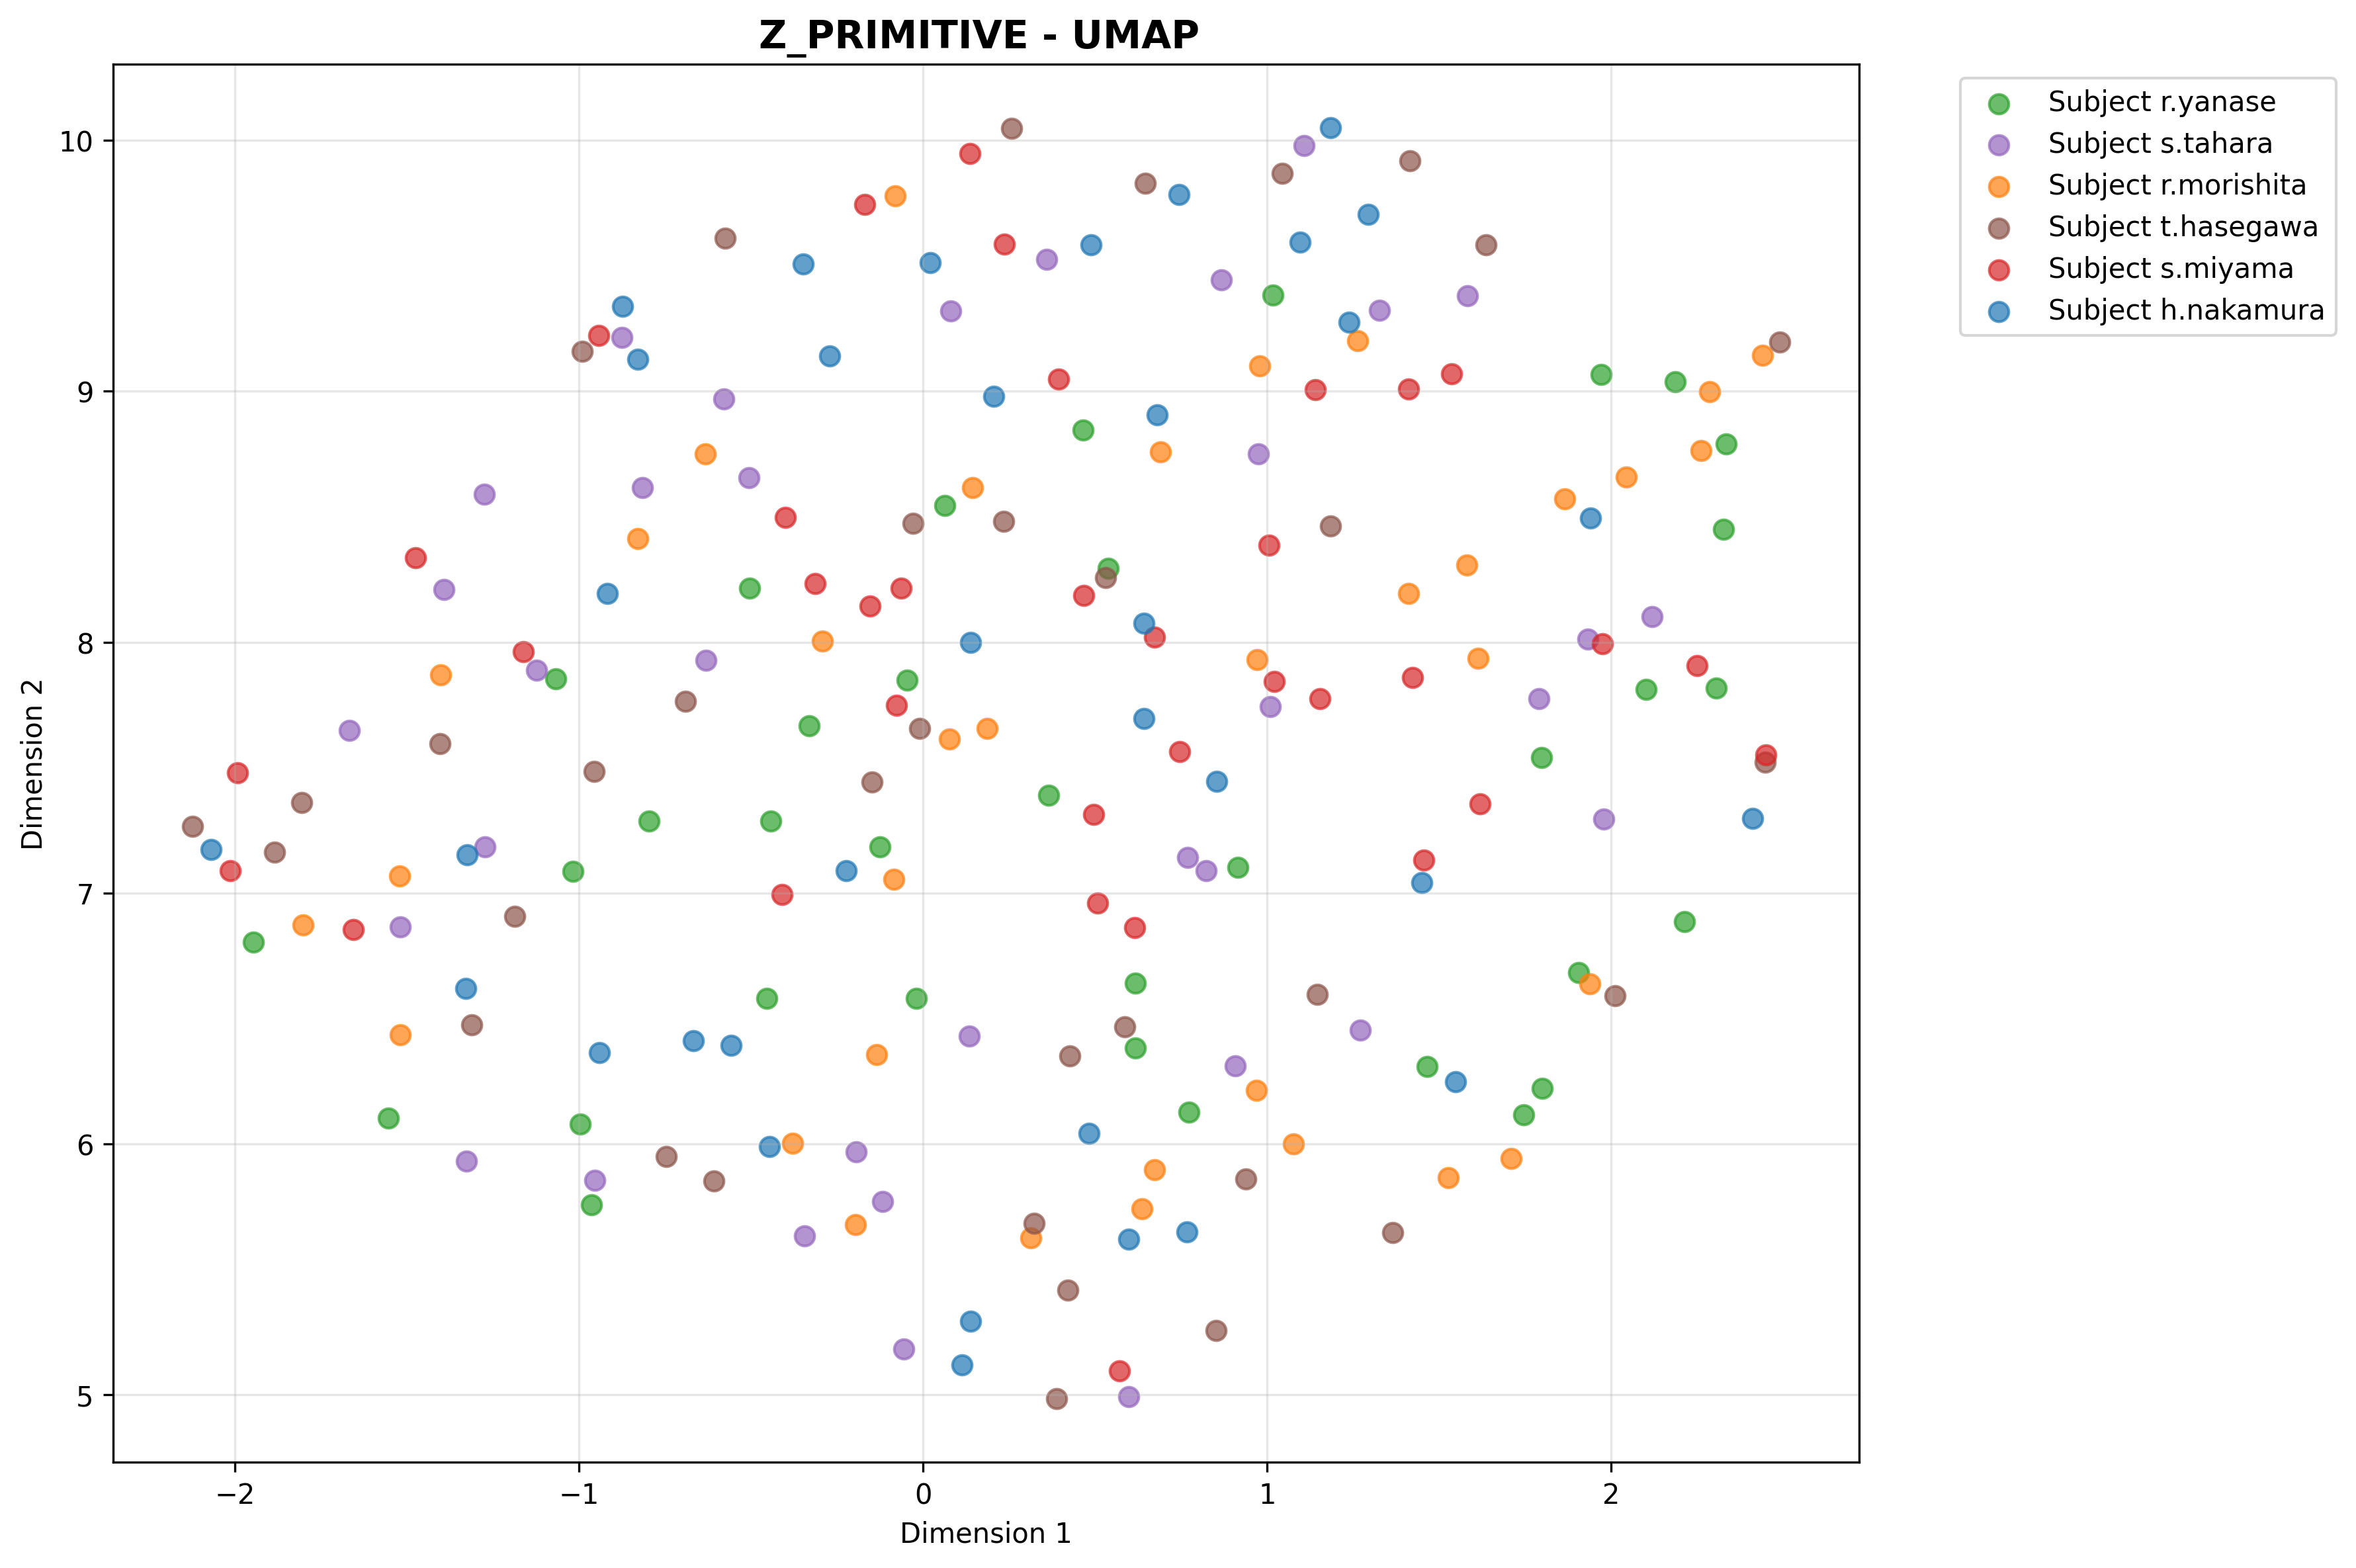 Z_PRIMITIVE - UMAP
Subject r.yanase
Subject s.tahara
Subject r.morishita
Subject t.hasegawa
Subject s.miyama
Subject h.nakamura
10
9
8
7
6
5
Dimension 2
−2
−1
0
1
2
Dimension 1